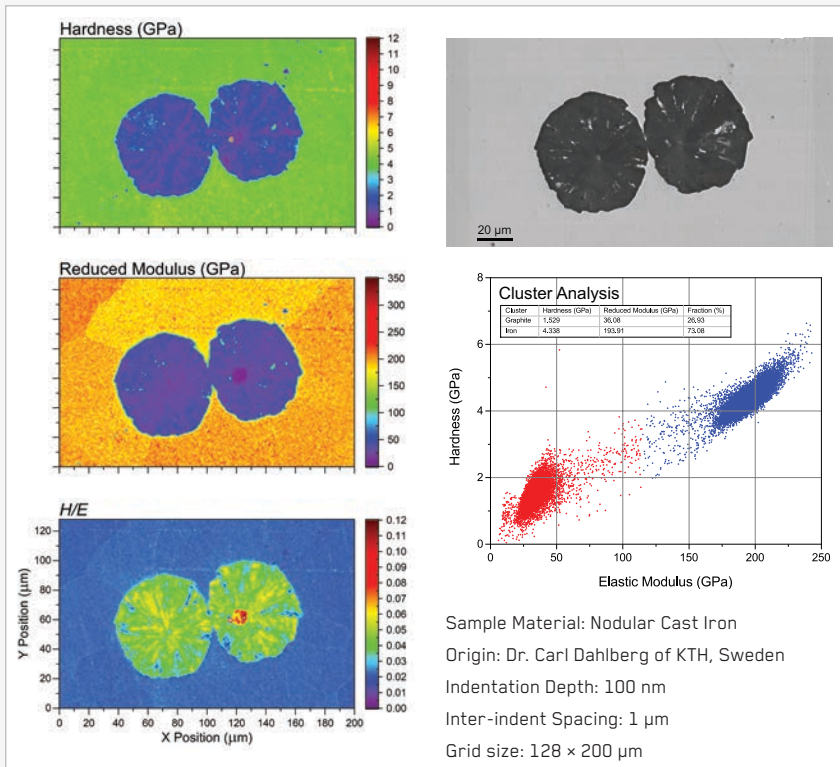 Hardness (GPa)
12
11
10
9
8
7
6
5
4
3
2
1
0
Reduced Modulus (GPa)
350
300
250
200
150
100
50
0
H/E
0.12
0.11
0.10
0.09
0.08
0.07
0.06
0.05
0.04
0.03
0.02
0.01
0.00
120
100
80
60
40
20
0
Y Position (μm)
0 20 40 60 80 100 120 140 160 180 200
X Position (μm)
20 μm
Cluster Analysis
Cluster Hardness (GPa) Reduced Modulus (GPa) Fraction (%)
Graphite 1,529 36,08 26,93
Iron 4.338 193.91 73.08
8
6
4
2
0
Hardness (GPa)
0 50 100 150 200 250
Elastic Modulus (GPa)
Sample Material: Nodular Cast Iron
Origin: Dr. Carl Dahlberg of KTH, Sweden
Indentation Depth: 100 nm
Inter-indent Spacing: 1 μm
Grid size: 128 × 200 μm